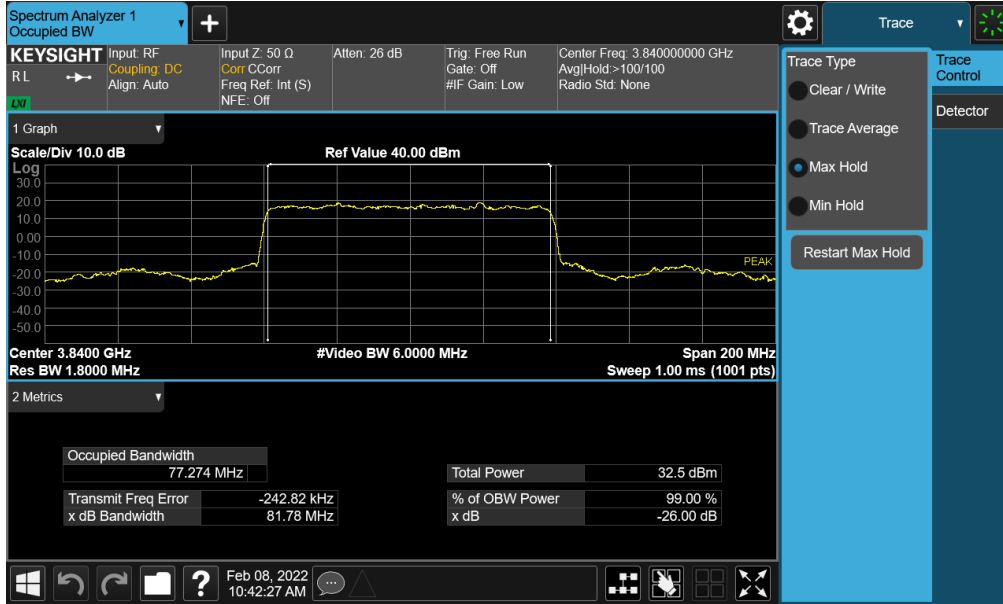 Spectrum Analyzer 1
Occupied BW
Trace
KEYSIGHT
R L
LXI
Input: RF
Coupling: DC
Align: Auto
Input Z: 50 Ω
Corr CCorr
Freq Ref: Int (S)
NFE: Off
Atten: 26 dB
Trig: Free Run
Gate: Off
#IF Gain: Low
Center Freq: 3.840000000 GHz
Avg|Hold:>100/100
Radio Std: None
1 Graph
Scale/Div 10.0 dB
Ref Value 40.00 dBm
Log
30.0
20.0
10.0
0.00
-10.0
-20.0
-30.0
-40.0
-50.0
PEAK
Center 3.8400 GHz
#Video BW 6.0000 MHz
Span 200 MHz
Res BW 1.8000 MHz
Sweep 1.00 ms (1001 pts)
2 Metrics
Occupied Bandwidth
77.274 MHz
Transmit Freq Error -242.82 kHz
x dB Bandwidth 81.78 MHz
Total Power 32.5 dBm
% of OBW Power 99.00 %
x dB -26.00 dB
Trace Type
Clear / Write
Trace Average
Max Hold
Min Hold
Restart Max Hold
Trace
Control
Detector
?
Feb 08, 2022
10:42:27 AM